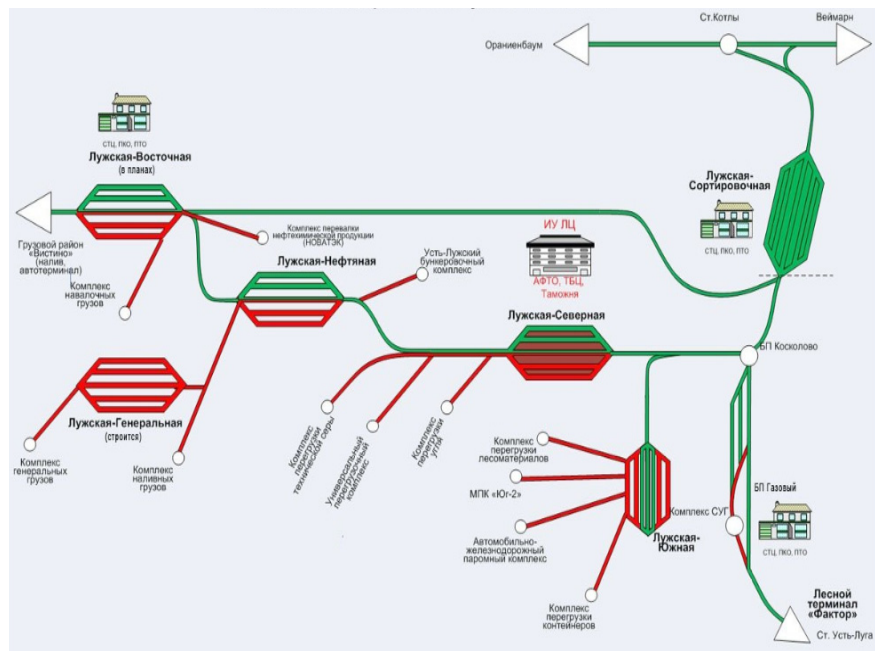 Ст.Котлы
Веймарн
Ораниенбаум
СТЦ, ПКО, ПТО
Лужская-Восточная
(в планах)
Лужская-
Сортировочная
СТЦ, ПКО, ПТО
Комплекс перевалки
нефтехимической продукции
(НОВАТЭК)
ИУ ЛЦ
АФТО, ТБЦ,
Таможня
Грузовой район
«Вистино»
(налив,
автотерминал)
Усть-Лужский
бункеровочный
комплекс
Лужская-Нефтяная
Комплекс
навалочных
грузов
Лужская-Северная
БП Косколово
Лужская-Генеральная
(строится)
Комплекс
генеральных
грузов
Комплекс
наливных
грузов
Комплекс
перегрузки
технической серы
Универсальный
перегрузочный
комплекс
Комплекс
перегрузки
угля
Комплекс
перегрузки
лесоматериалов
МПК «Юг-2»
Автомобильно-
железнодорожный
паромный комплекс
Комплекс
перегрузки
контейнеров
Лужская-
Южная
Комплекс СУГ
БП Газовый
СТЦ, ПКО, ПТО
Лесной
терминал
«Фактор»
Ст. Усть-Луга